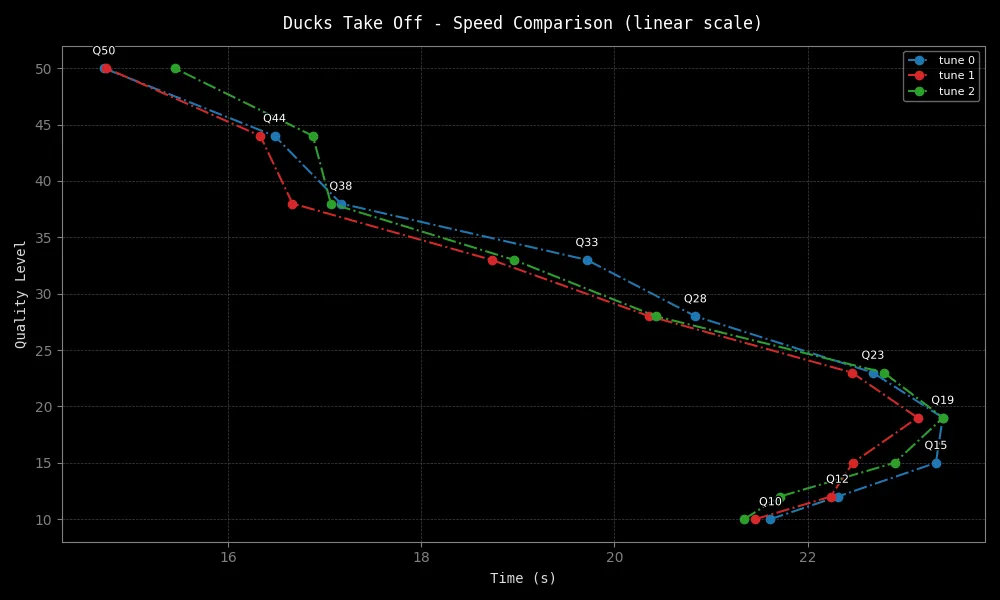 Ducks Take Off - Speed Comparison (linear scale)
Q50
Q44
Q38
Q33
Q28
Q23
Q19
Q15
Q12
Q10
tune 0
tune 1
tune 2
50
45
40
35
30
25
20
15
10
Quality Level
16 18 20 22
Time (s)